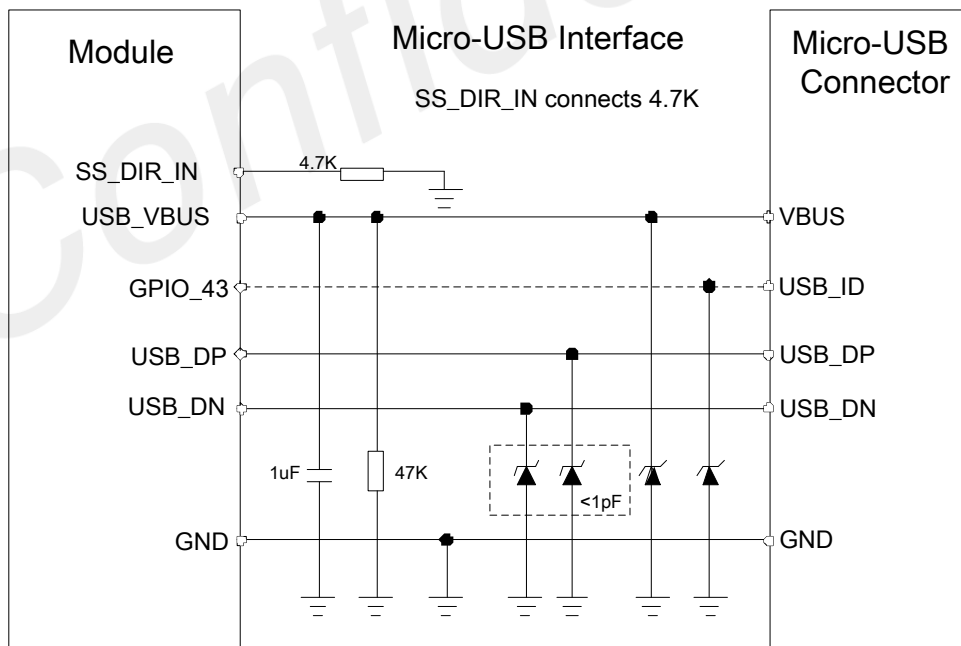 Module
Micro-USB Interface
Micro-USB
Connector
SS_DIR_IN connects 4.7K
SS_DIR_IN
4.7K
USB_VBUS
VBUS
GPIO_43
USB_ID
USB_DP
USB_DP
USB_DN
USB_DN
1uF
47K
<1pF
GND
GND